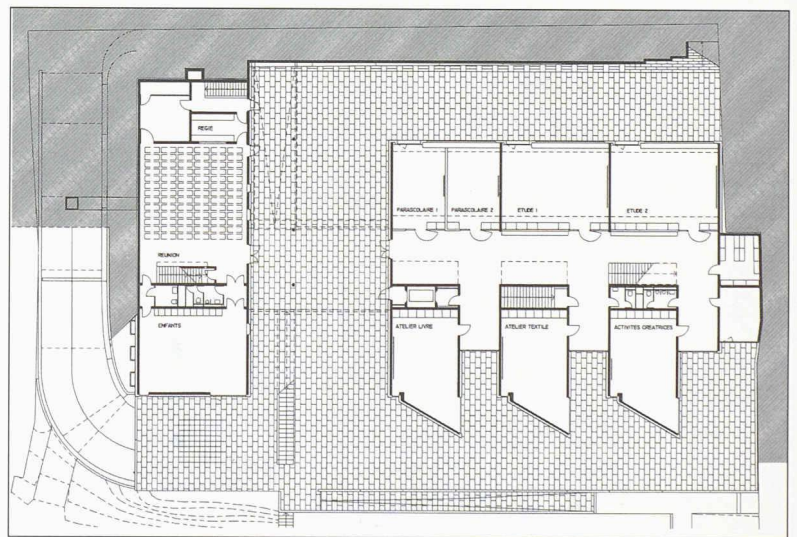 REGIE
PARASCOLAIRE 1
PARASCOLAIRE 2
ETUDE 1
ETUDE 2
REUNION
ENFANTS
ATELIER LIVRE
ATELIER TEXTILE
ACTIVITES CREATRICES